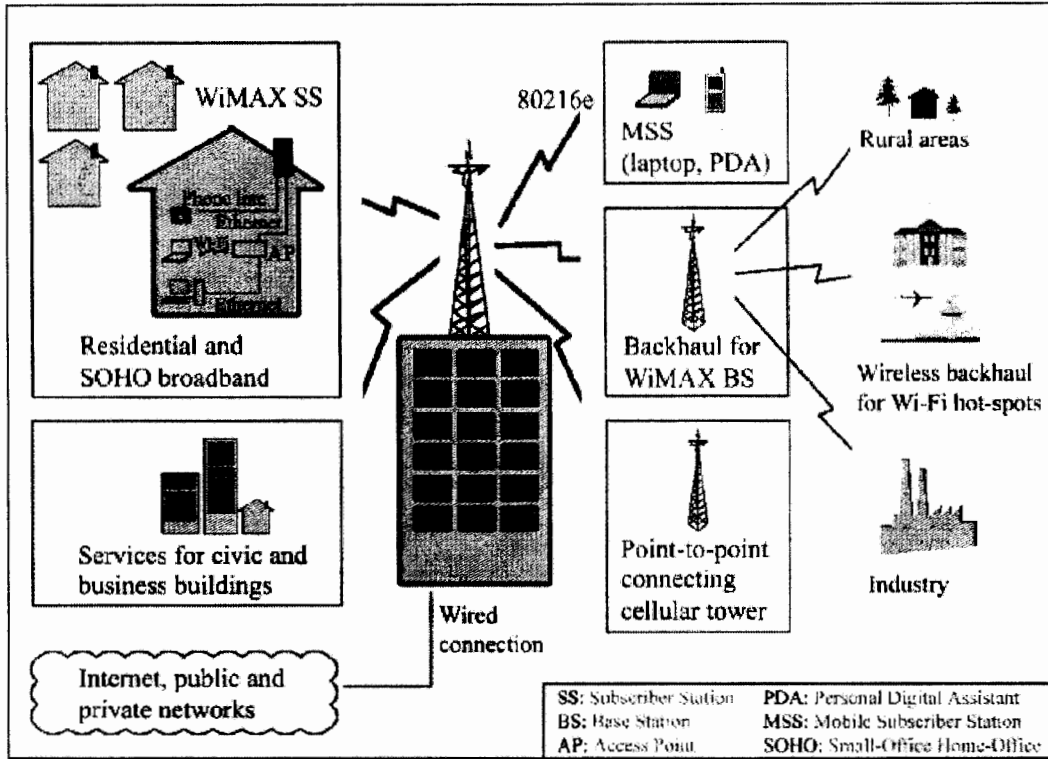 WiMAX SS
Phone line
Ethernet
Wi-Fi
AP
Ethernet
Residential and
SOHO broadband
Services for civic and
business buildings
Internet, public and
private networks
80216e
Wired
connection
MSS
(laptop, PDA)
Backhaul for
WiMAX BS
Point-to-point
connecting
cellular tower
Rural areas
Wireless backhaul
for Wi-Fi hot-spots
Industry
SS: Subscriber Station
BS: Base Station
AP: Access Point
PDA: Personal Digital Assistant
MSS: Mobile Subscriber Station
SOHO: Small-Office Home-Office